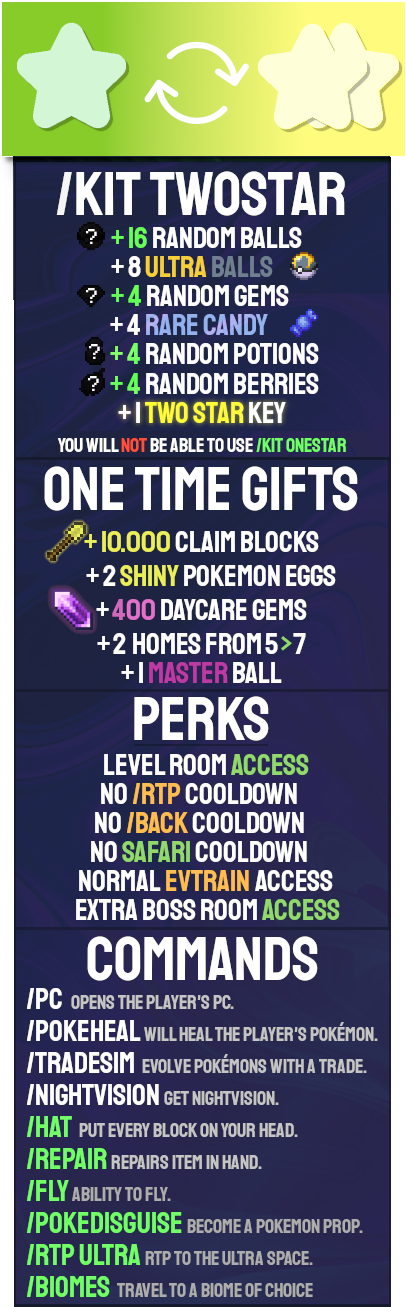 /KIT TWOSTAR
? +16 RANDOM BALLS
+8 ULTRA BALLS
? +4 RANDOM GEMS
+4 RARE CANDY
? +4 RANDOM POTIONS
? +4 RANDOM BERRIES
+1 TWO STAR KEY
YOU WILL NOT BE ABLE TO USE /KIT ONESTAR
ONE TIME GIFTS
+10.000 CLAIM BLOCKS
+2 SHINY POKEMON EGGS
+400 DAYCARE GEMS
+2 HOMES FROM 5>7
+1 MASTER BALL
PERKS
LEVEL ROOM ACCESS
NO /RTP COOLDOWN
NO /BACK COOLDOWN
NO SAFARI COOLDOWN
NORMAL EVTRAIN ACCESS
EXTRA BOSS ROOM ACCESS
COMMANDS
/PC OPENS THE PLAYER'S PC.
/POKEHEAL WILL HEAL THE PLAYER'S POKÉMON.
/TRADESIM EVOLVE POKÉMONS WITH A TRADE.
/NIGHTVISION GET NIGHTVISION.
/HAT PUT EVERY BLOCK ON YOUR HEAD.
/REPAIR REPAIRS ITEM IN HAND.
/FLY ABILITY TO FLY.
/POKEDISGUISE BECOME A POKEMON PROP.
/RTP ULTRA RTP TO THE ULTRA SPACE.
/BIOMES TRAVEL TO A BIOME OF CHOICE